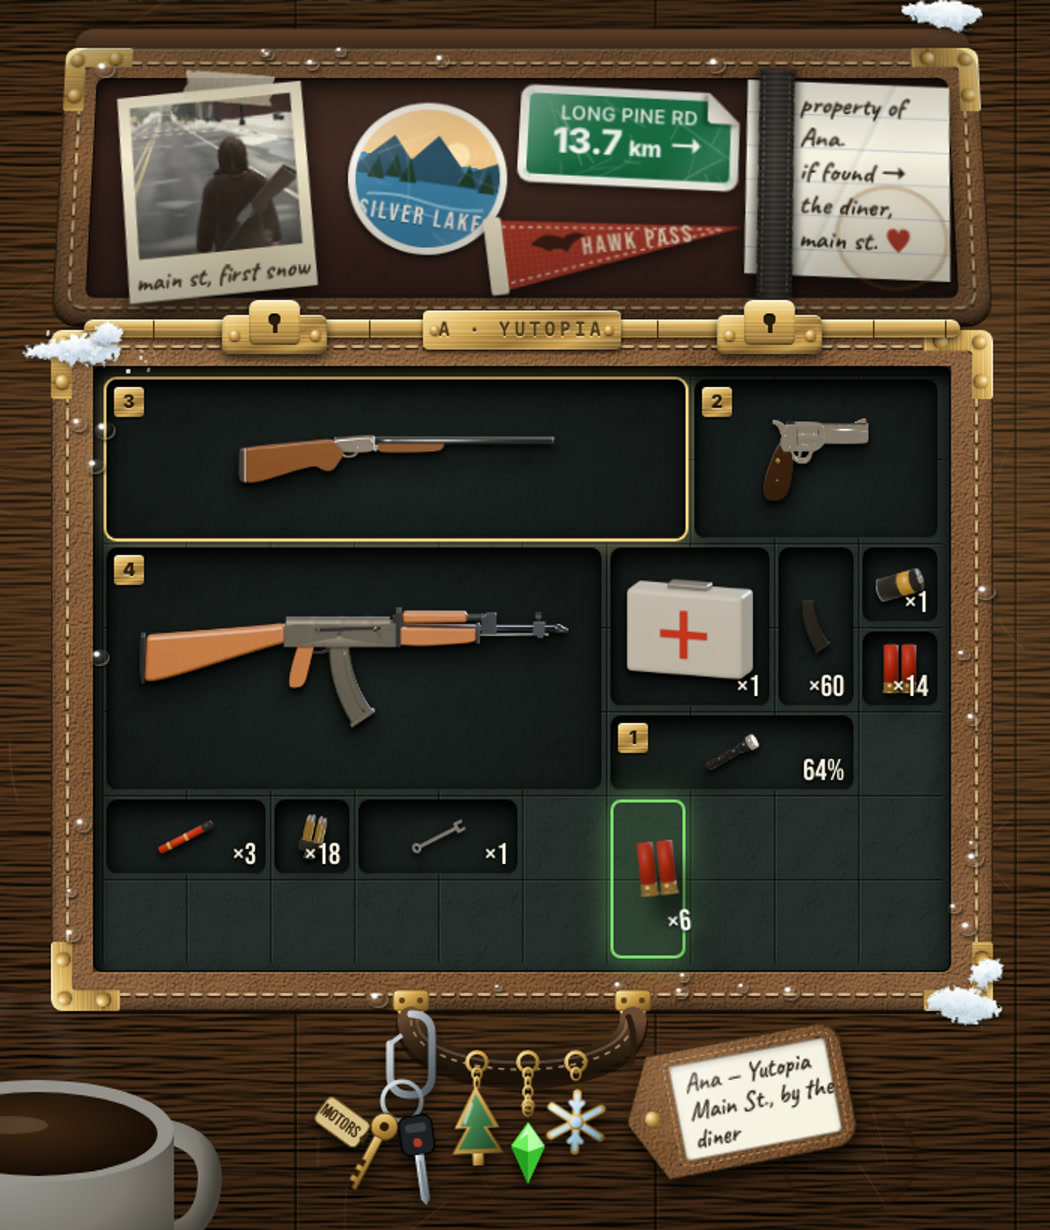 main st, first snow
SILVER LAKE
LONG PINE RD
13.7 km →
HAWK PASS
property of
Ana.
if found →
the diner,
main st. ♥
A · YUTOPIA
3
2
4
×1
×60
×1
×14
1
64%
×3
×18
×1
×6
MOTORS
Ana – Yutopia
Main St., by the
diner